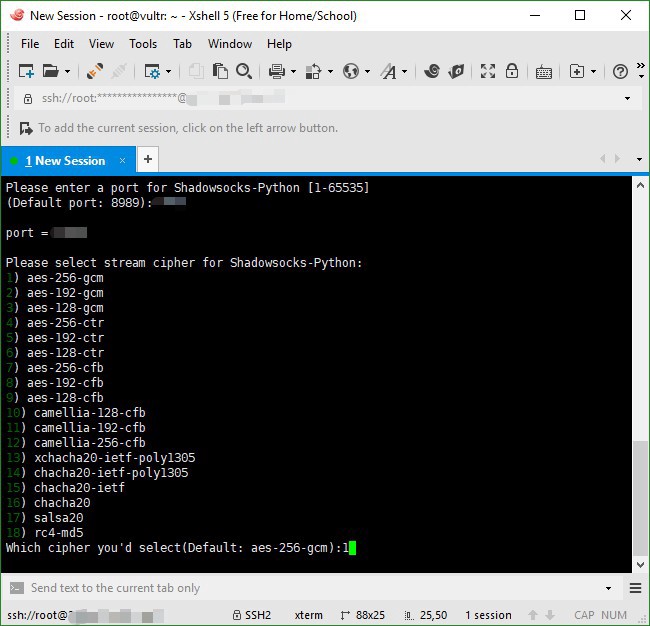 New Session - root@vultr: ~ - Xshell 5 (Free for Home/School)
File Edit View Tools Tab Window Help
ssh://root:****************@
To add the current session, click on the left arrow button.
1 New Session × +
Please enter a port for Shadowsocks-Python [1-65535]
(Default port: 8989):
port =
Please select stream cipher for Shadowsocks-Python:
1) aes-256-gcm
2) aes-192-gcm
3) aes-128-gcm
4) aes-256-ctr
5) aes-192-ctr
6) aes-128-ctr
7) aes-256-cfb
8) aes-192-cfb
9) aes-128-cfb
10) camellia-128-cfb
11) camellia-192-cfb
12) camellia-256-cfb
13) xchacha20-ietf-poly1305
14) chacha20-ietf-poly1305
15) chacha20-ietf
16) chacha20
17) salsa20
18) rc4-md5
Which cipher you'd select(Default: aes-256-gcm):1
Send text to the current tab only
ssh://root@ SSH2 xterm 88x25 25,50 1 session CAP NUM